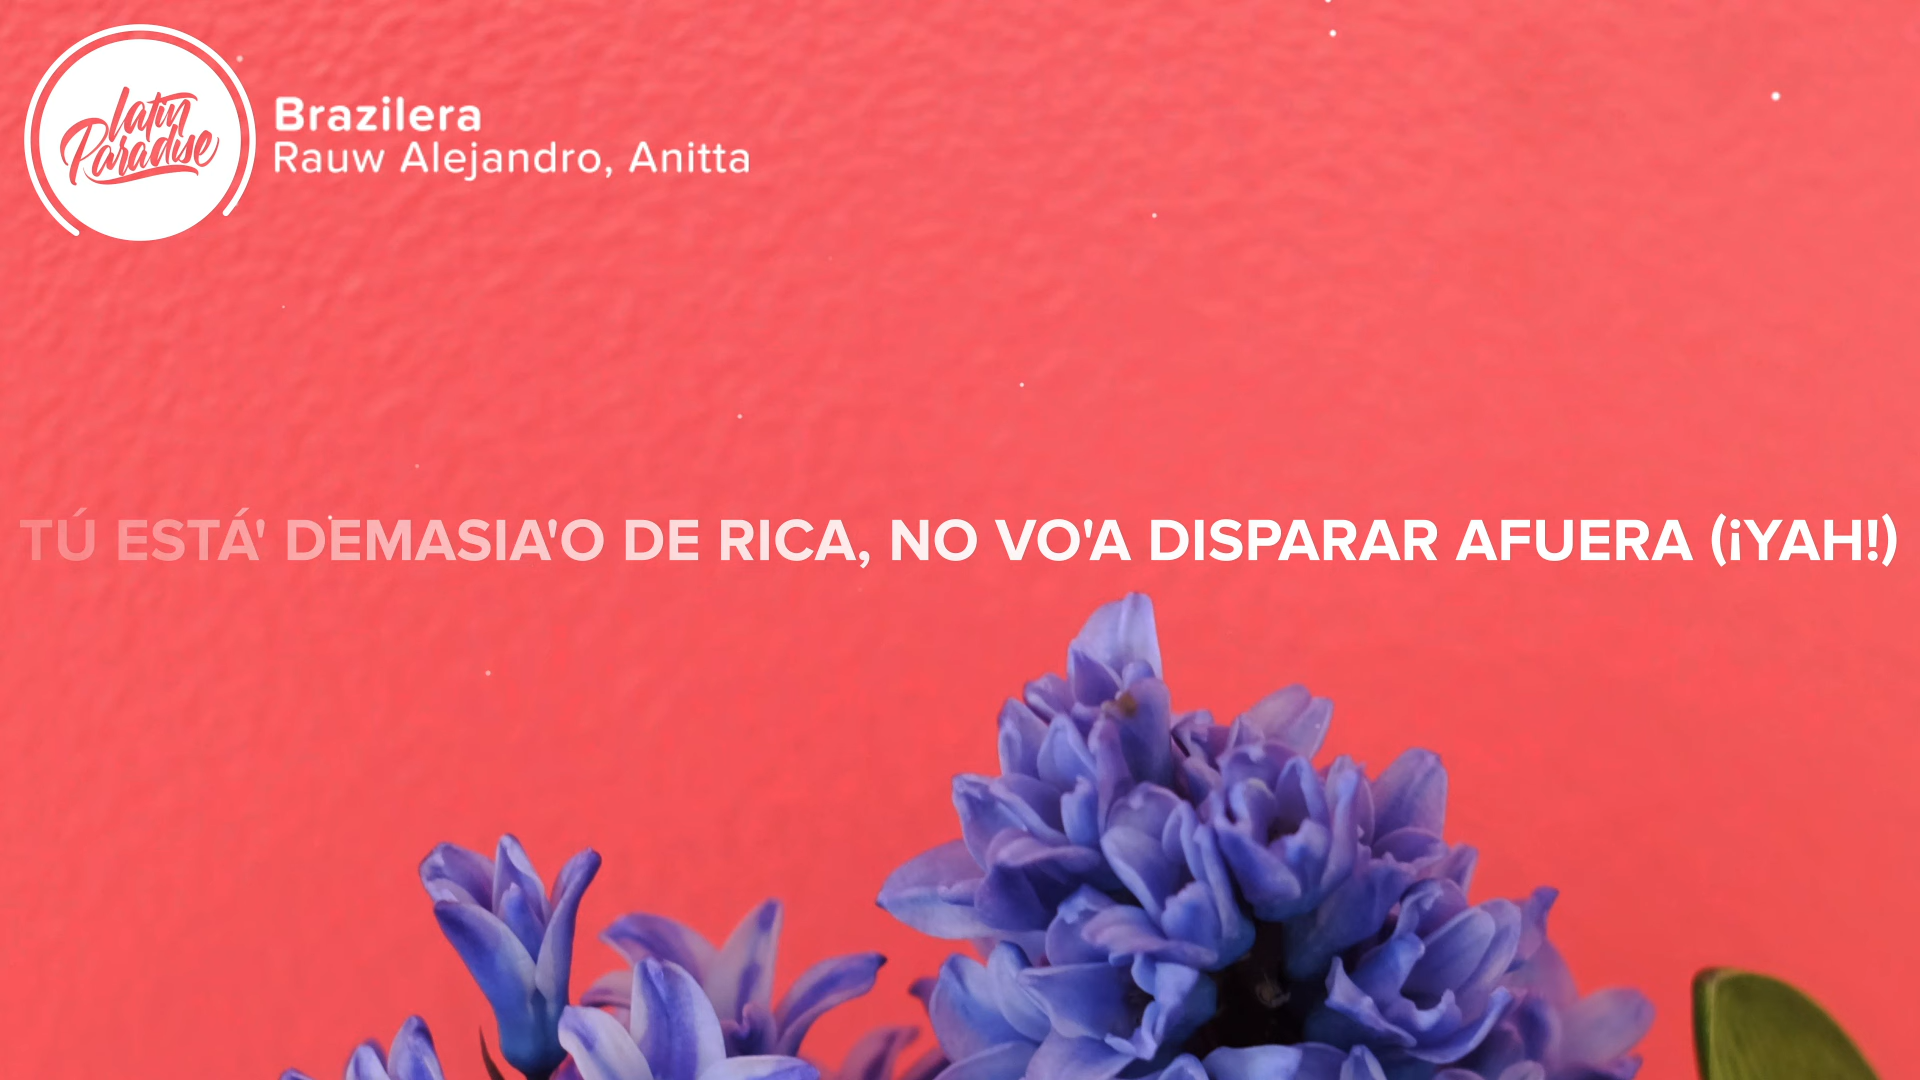 latin
Paradise
Brazilera
Rauw Alejandro, Anitta
TÚ ESTÁ' DEMASIA'O DE RICA, NO VO'A DISPARAR AFUERA (¡YAH!)